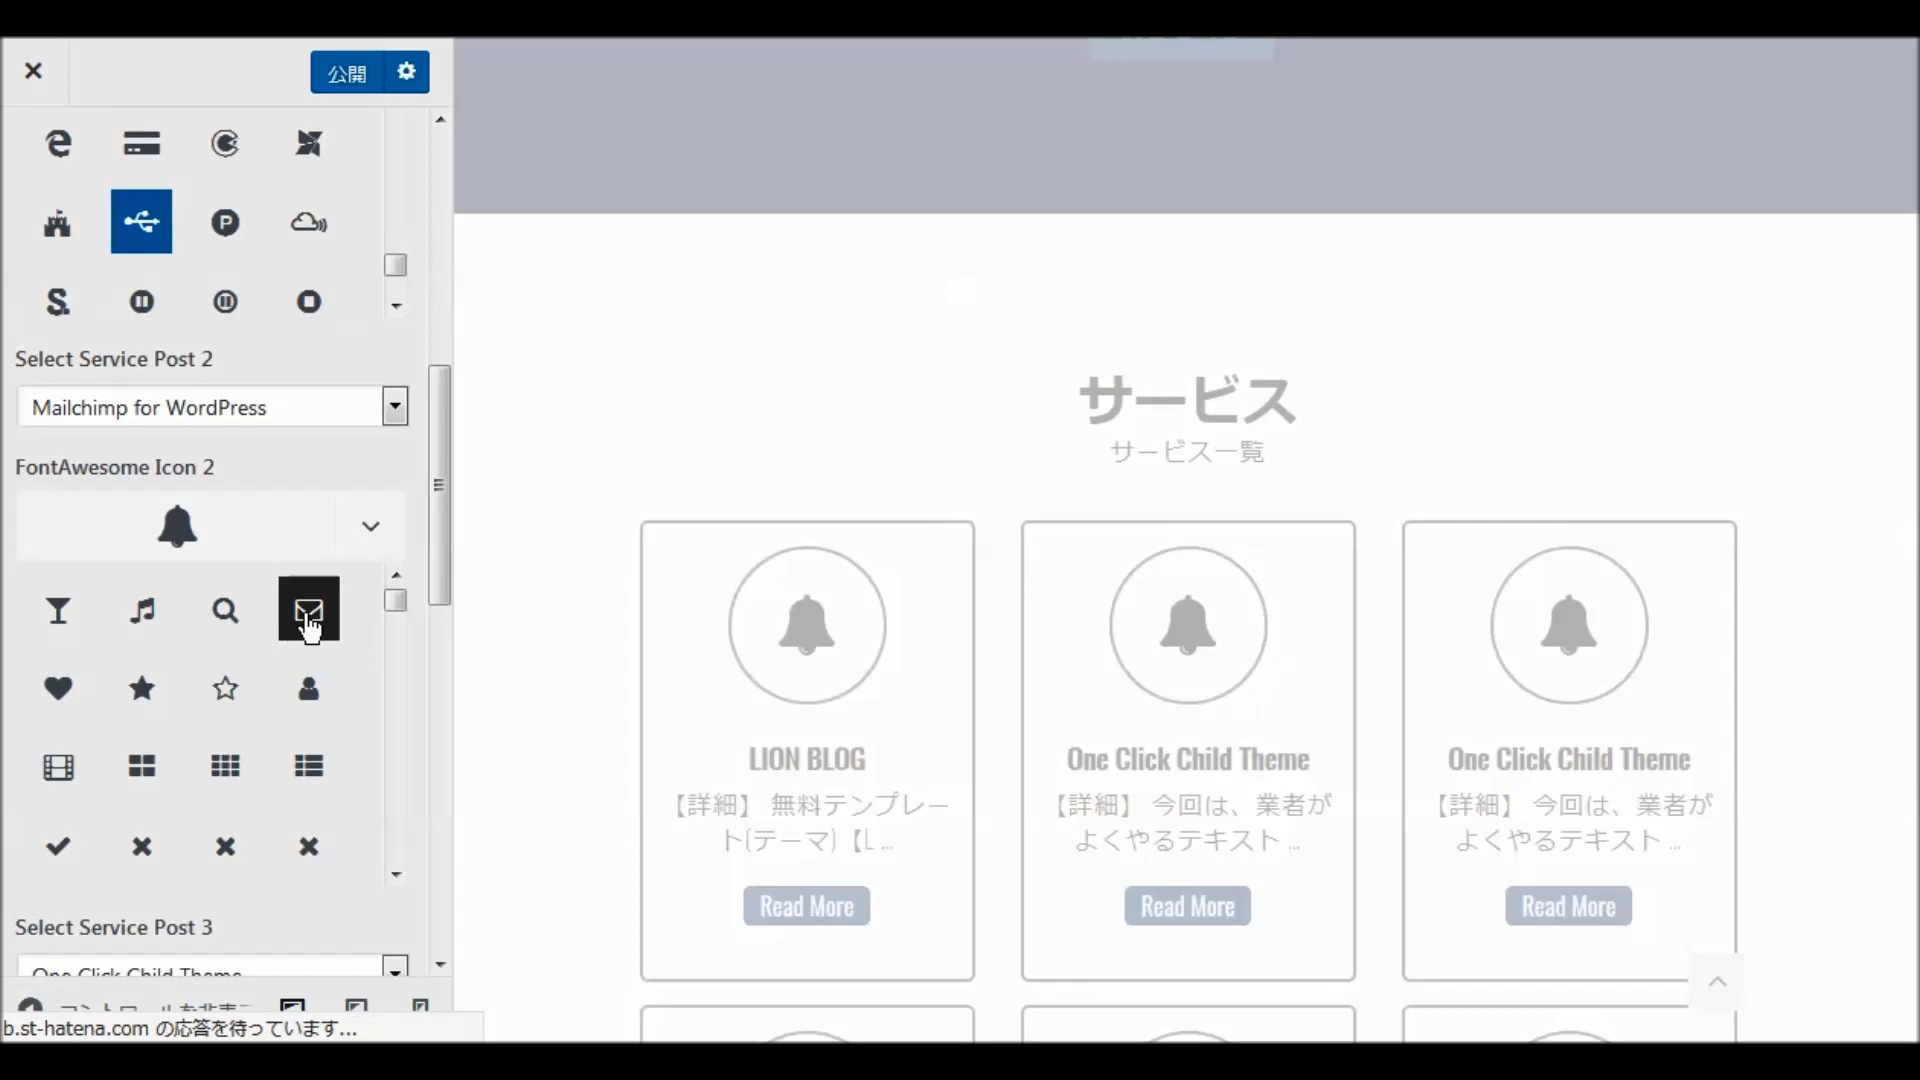 公開
Select Service Post 2
Mailchimp for WordPress
FontAwesome Icon 2
Select Service Post 3
One Click Child Theme
b.st-hatena.com の応答を待っています...
サービス
サービス一覧
LION BLOG
【詳細】 無料テンプレー
ト(テーマ)【L ...
Read More
One Click Child Theme
【詳細】 今回は、業者が
よくやるテキスト ...
Read More
One Click Child Theme
【詳細】 今回は、業者が
よくやるテキスト ...
Read More